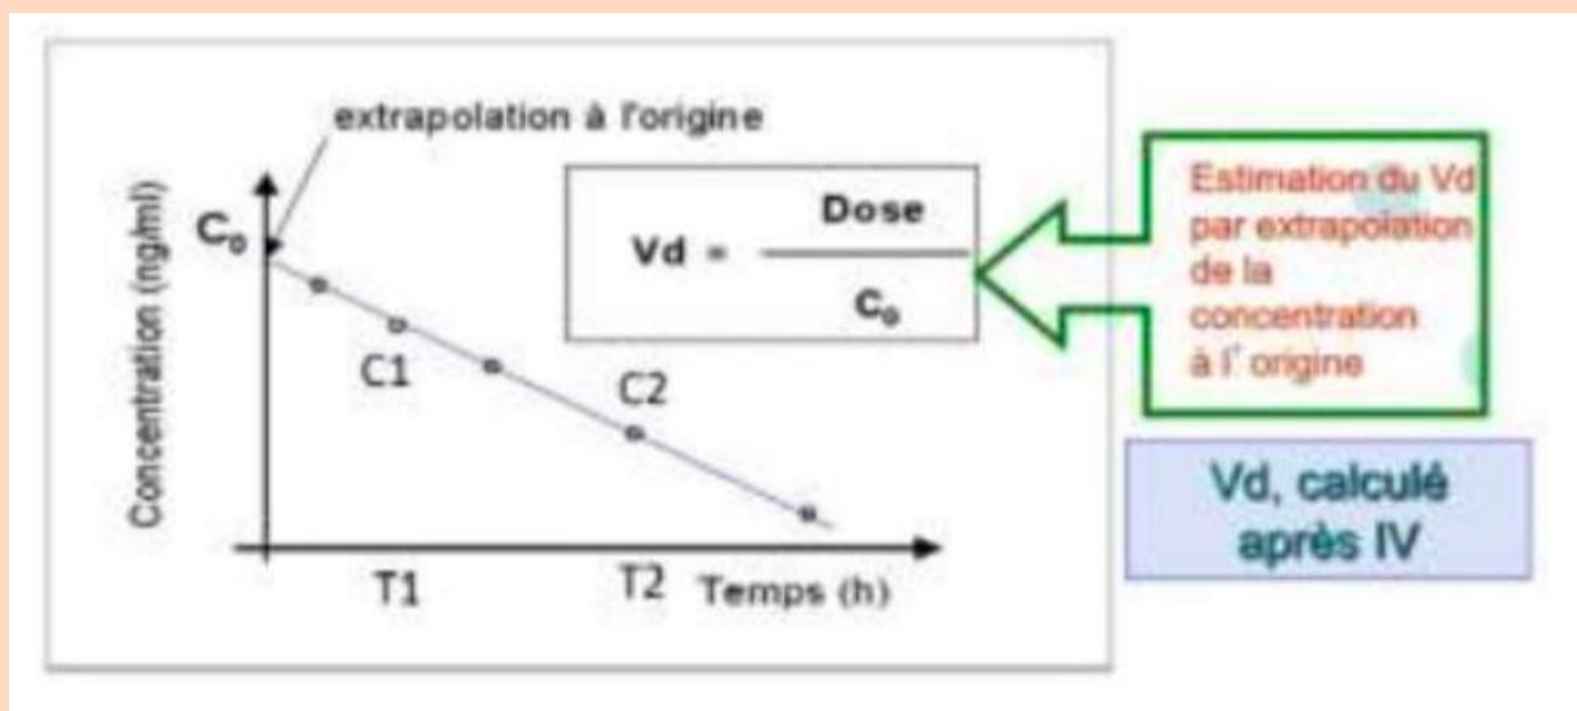 extrapolation à l'origine
C₀
Concentration (ng/ml)
Vd = Dose
C₀
C1
C2
T1
T2
Temps (h)
Estimation du Vd
par extrapolation
de la
concentration
à l'origine
Vd, calculé
après IV